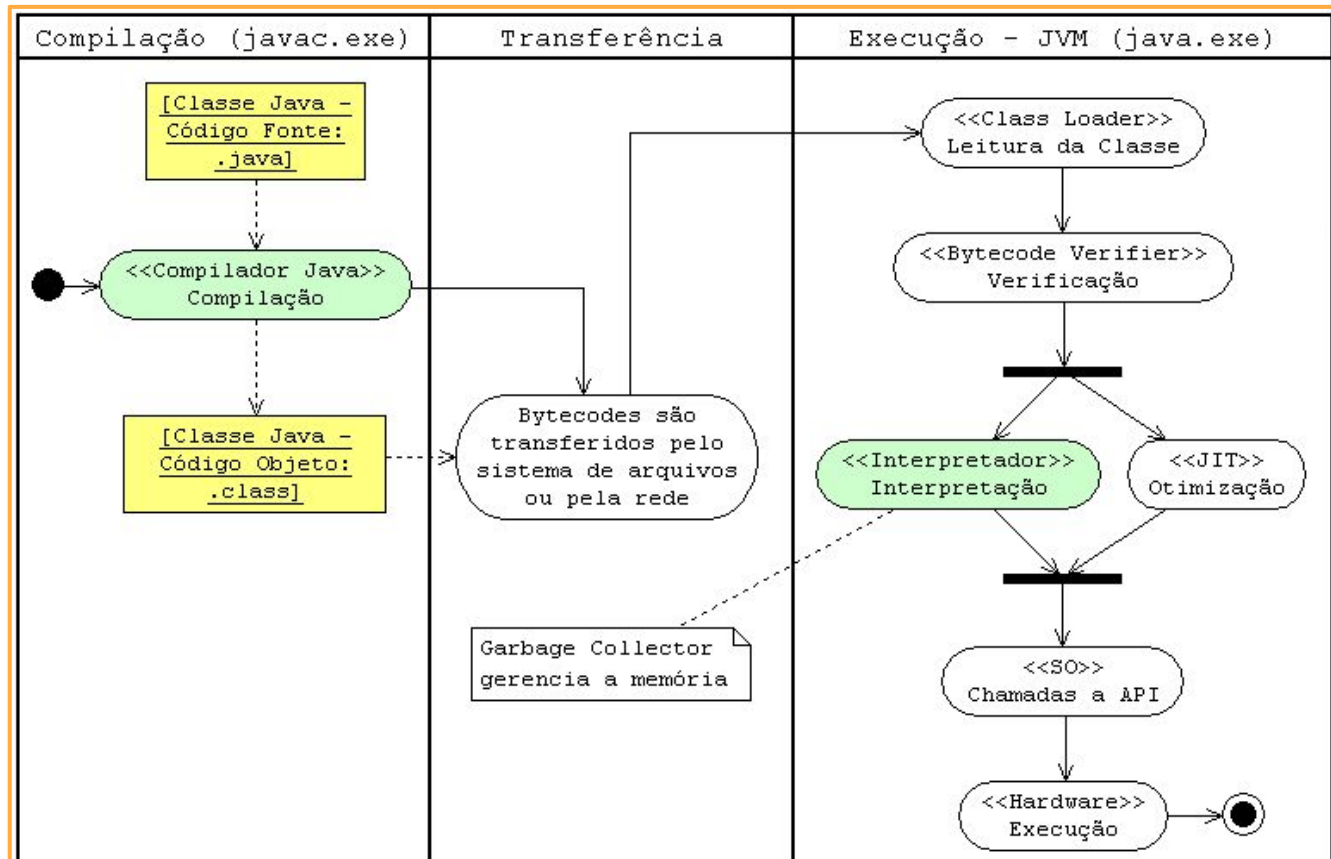 Compilação (javac.exe)
Transferência
Execução - JVM (java.exe)
[Classe Java -
Código Fonte:
.java]
<<Compilador Java>>
Compilação
[Classe Java -
Código Objeto:
.class]
Bytecodes são
transferidos pelo
sistema de arquivos
ou pela rede
Garbage Collector
gerencia a memória
<<Class Loader>>
Leitura da Classe
<<Bytecode Verifier>>
Verificação
<<Interpretador>>
Interpretação
<<JIT>>
Otimização
<<SO>>
Chamadas a API
<<Hardware>>
Execução